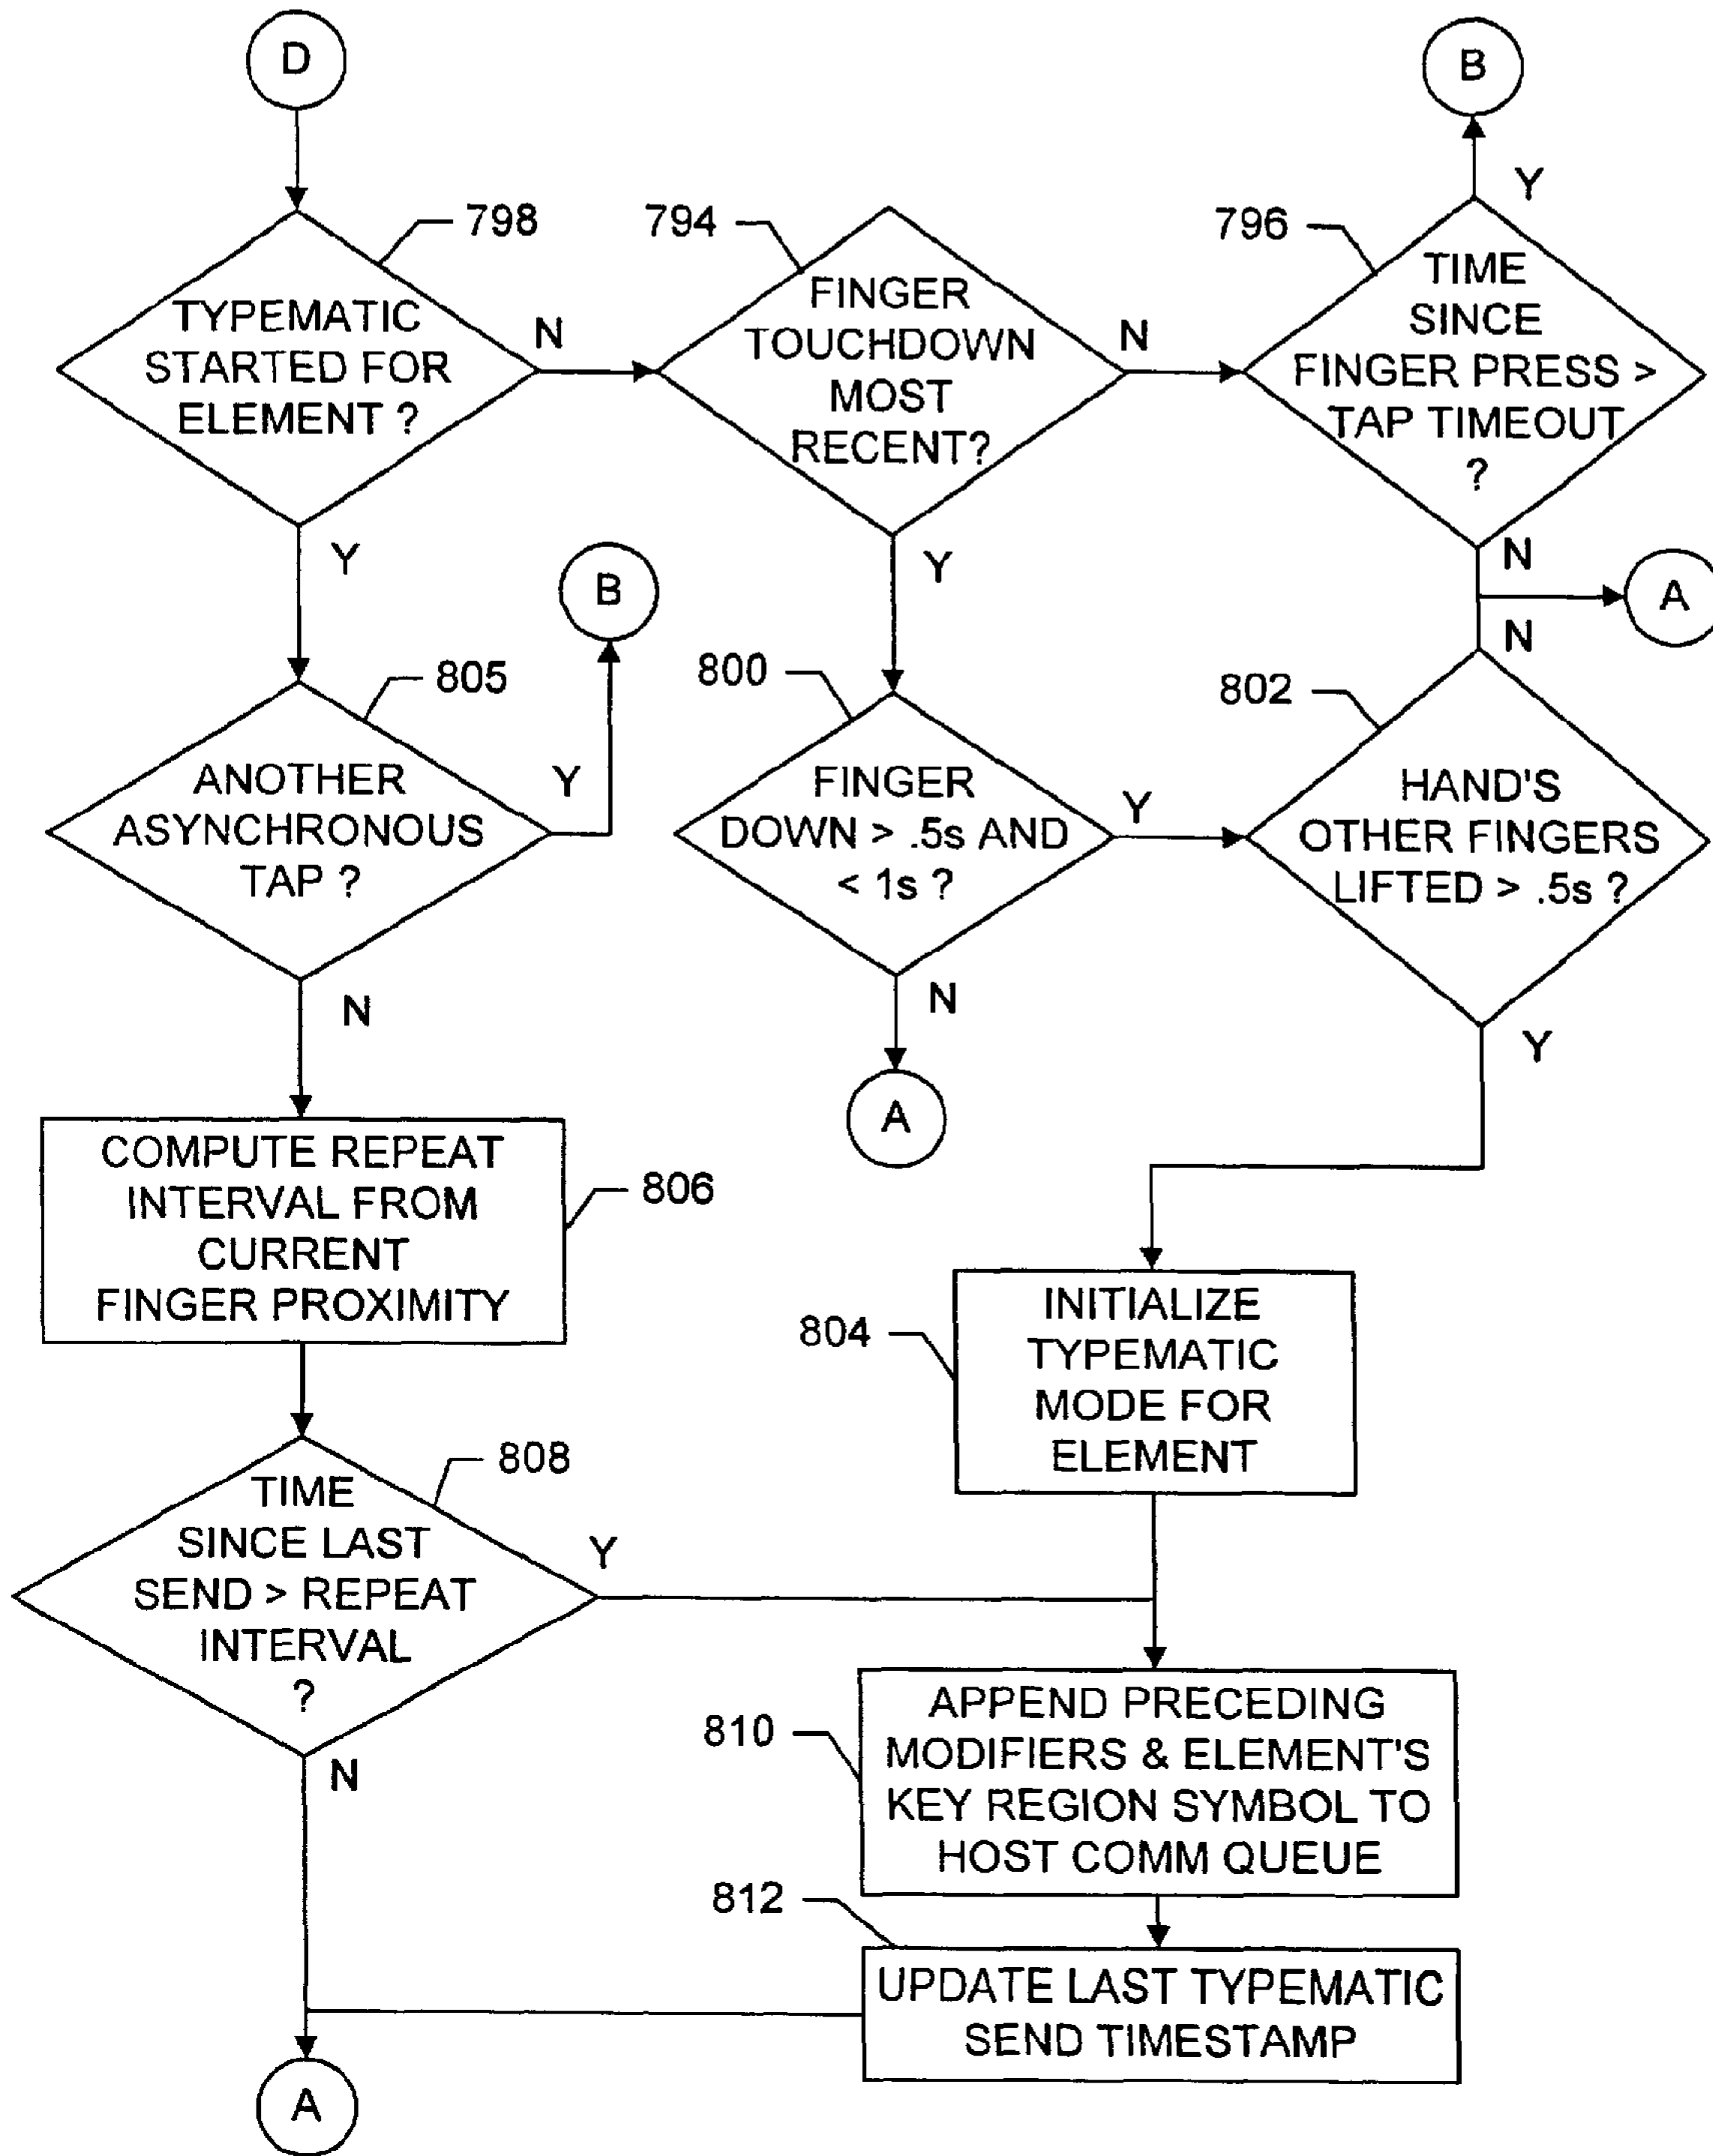 D
B
798
TYPEMATIC
STARTED FOR
ELEMENT ?
N
Y
794
FINGER
TOUCHDOWN
MOST
RECENT?
N
Y
796
TIME
SINCE
FINGER PRESS >
TAP TIMEOUT
?
Y
N
A
B
805
ANOTHER
ASYNCHRONOUS
TAP ?
Y
N
800
FINGER
DOWN > .5s AND
< 1s ?
Y
N
A
802
N
HAND'S
OTHER FINGERS
LIFTED > .5s ?
Y
COMPUTE REPEAT
INTERVAL FROM
CURRENT
FINGER PROXIMITY
806
804
INITIALIZE
TYPEMATIC
MODE FOR
ELEMENT
808
TIME
SINCE LAST
SEND > REPEAT
INTERVAL
?
Y
N
810
APPEND PRECEDING
MODIFIERS & ELEMENT'S
KEY REGION SYMBOL TO
HOST COMM QUEUE
812
UPDATE LAST TYPEMATIC
SEND TIMESTAMP
A